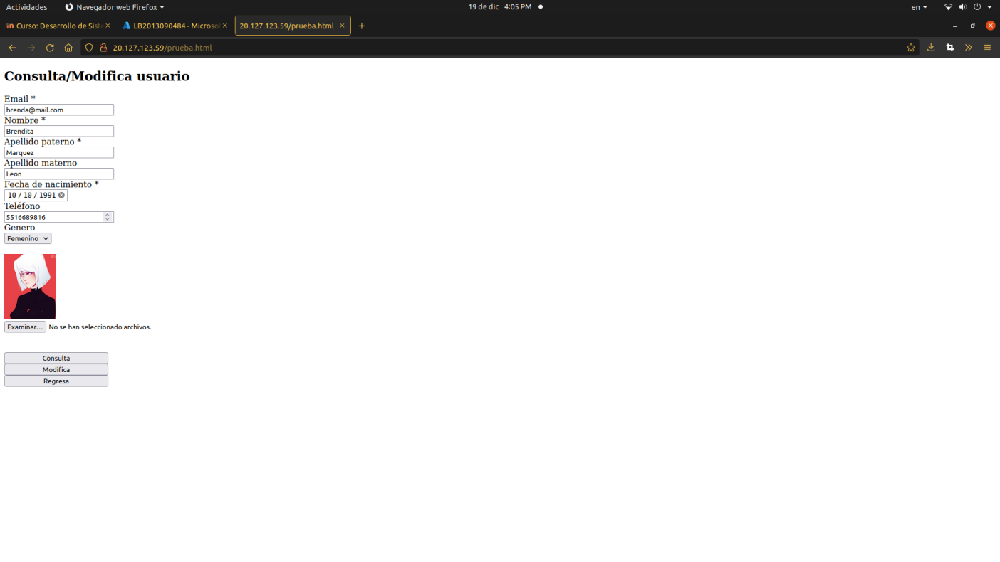 Actividades Navegador web Firefox 19 de dic 4:05 PM en
Curso: Desarrollo de Siste LB2013090484 - Microsof 20.127.123.59/prueba.html
20.127.123.59/prueba.html
Consulta/Modifica usuario
Email *
brenda@mail.com
Nombre *
Brendita
Apellido paterno *
Marquez
Apellido materno
Leon
Fecha de nacimiento *
10 / 10 / 1991
Teléfono
5516689816
Genero
Femenino
Examinar... No se han seleccionado archivos.
Consulta
Modifica
Regresa